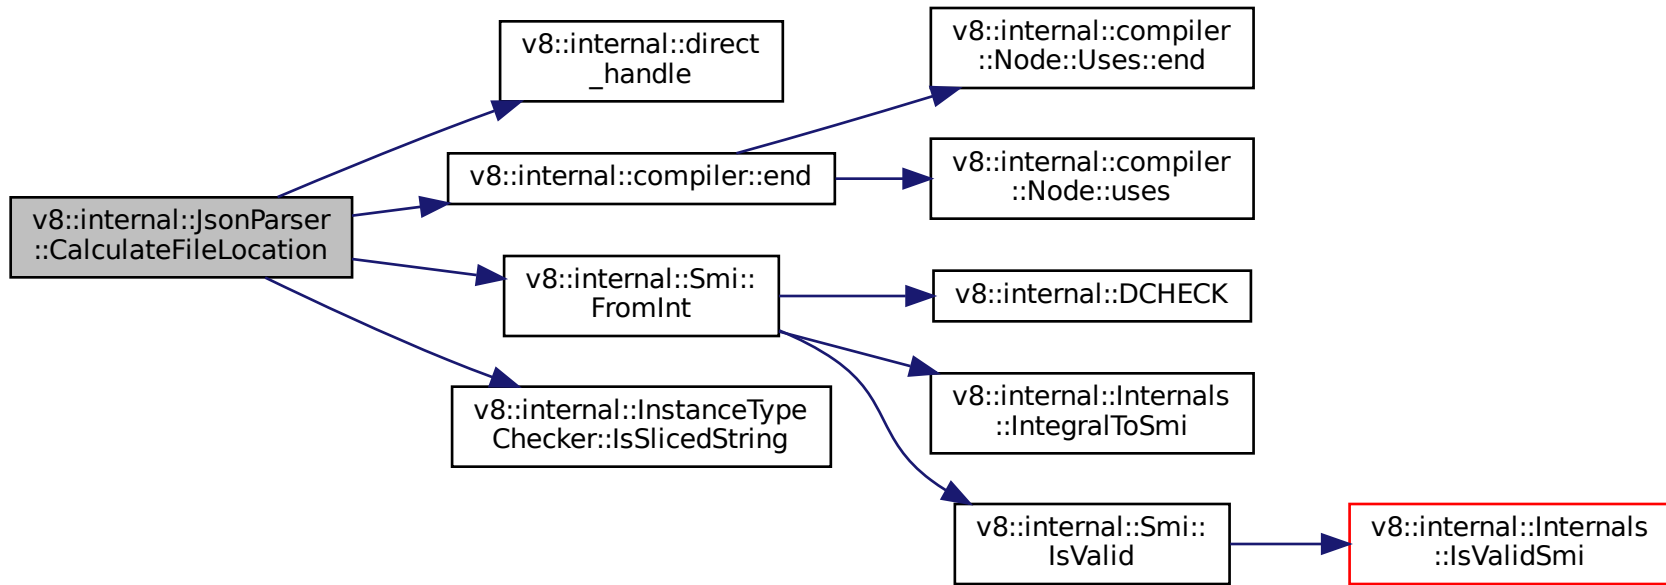 v8::internal::JsonParser
::CalculateFileLocation
v8::internal::direct
_handle
v8::internal::compiler::end
v8::internal::compiler
::Node::Uses::end
v8::internal::compiler
::Node::uses
v8::internal::Smi::
FromInt
v8::internal::DCHECK
v8::internal::Internals
::IntegralToSmi
v8::internal::Smi::
IsValid
v8::internal::Internals
::IsValidSmi
v8::internal::InstanceType
Checker::IsSlicedString